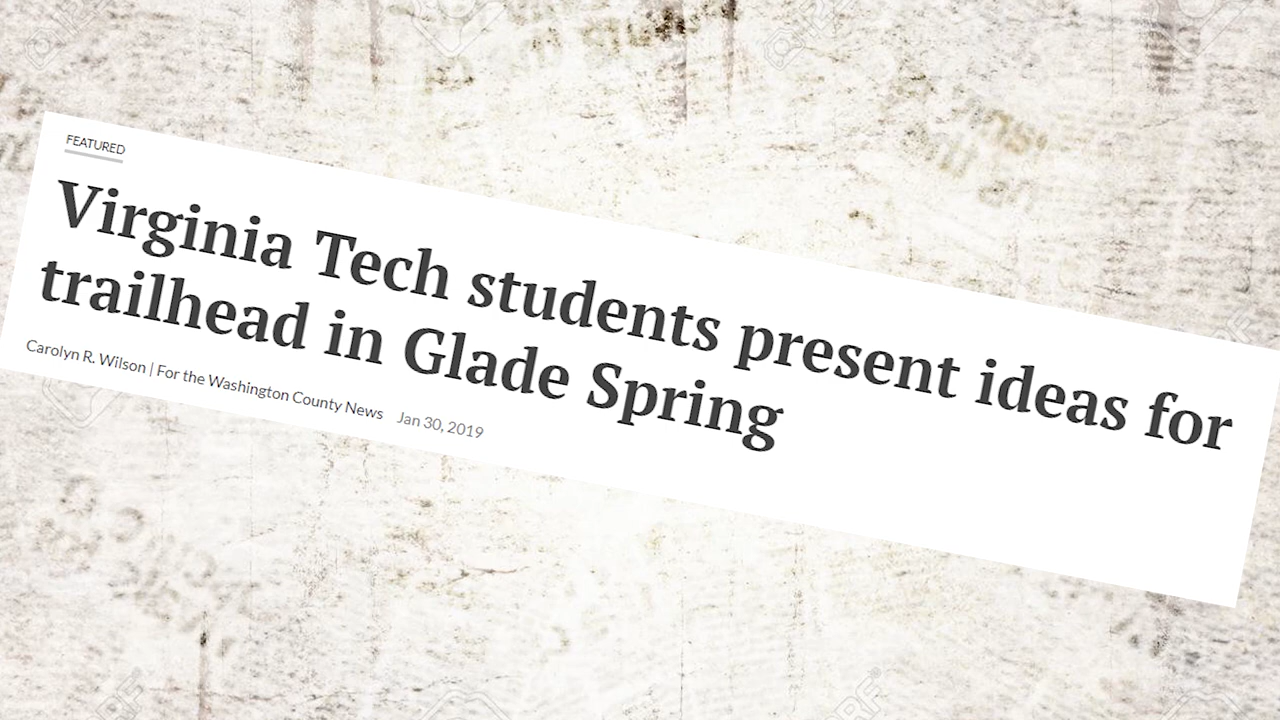 FEATURED
Virginia Tech students present ideas for
trailhead in Glade Spring
Carolyn R. Wilson | For the Washington County News Jan 30, 2019